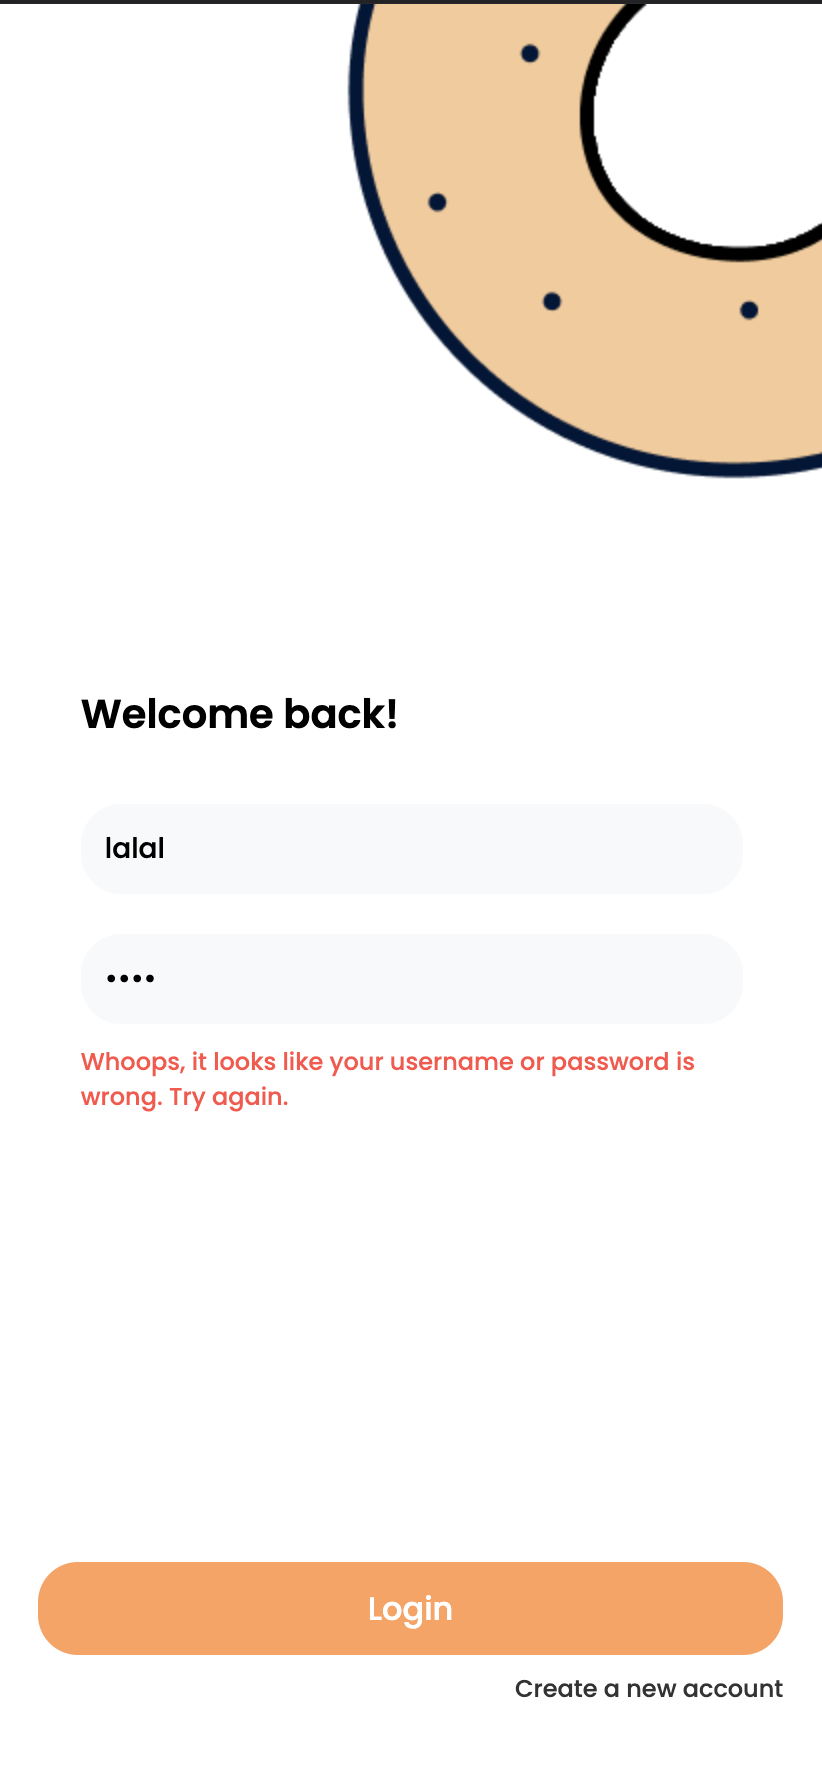 Welcome back!
lalal
••••
Whoops, it looks like your username or password is
wrong. Try again.
Login
Create a new account